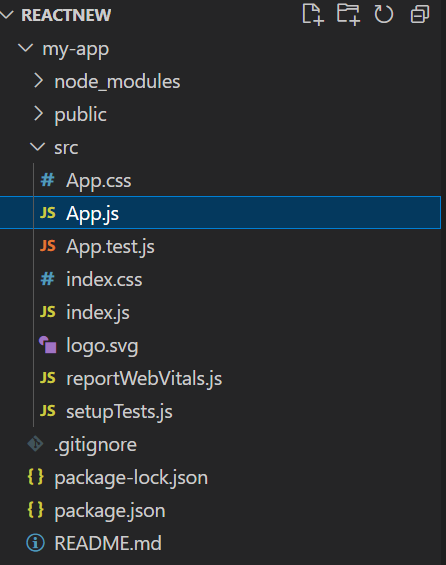 REACTNEW
my-app
node_modules
public
src
# App.css
JS App.js
JS App.test.js
# index.css
JS index.js
logo.svg
JS reportWebVitals.js
JS setupTests.js
.gitignore
{} package-lock.json
{} package.json
README.md